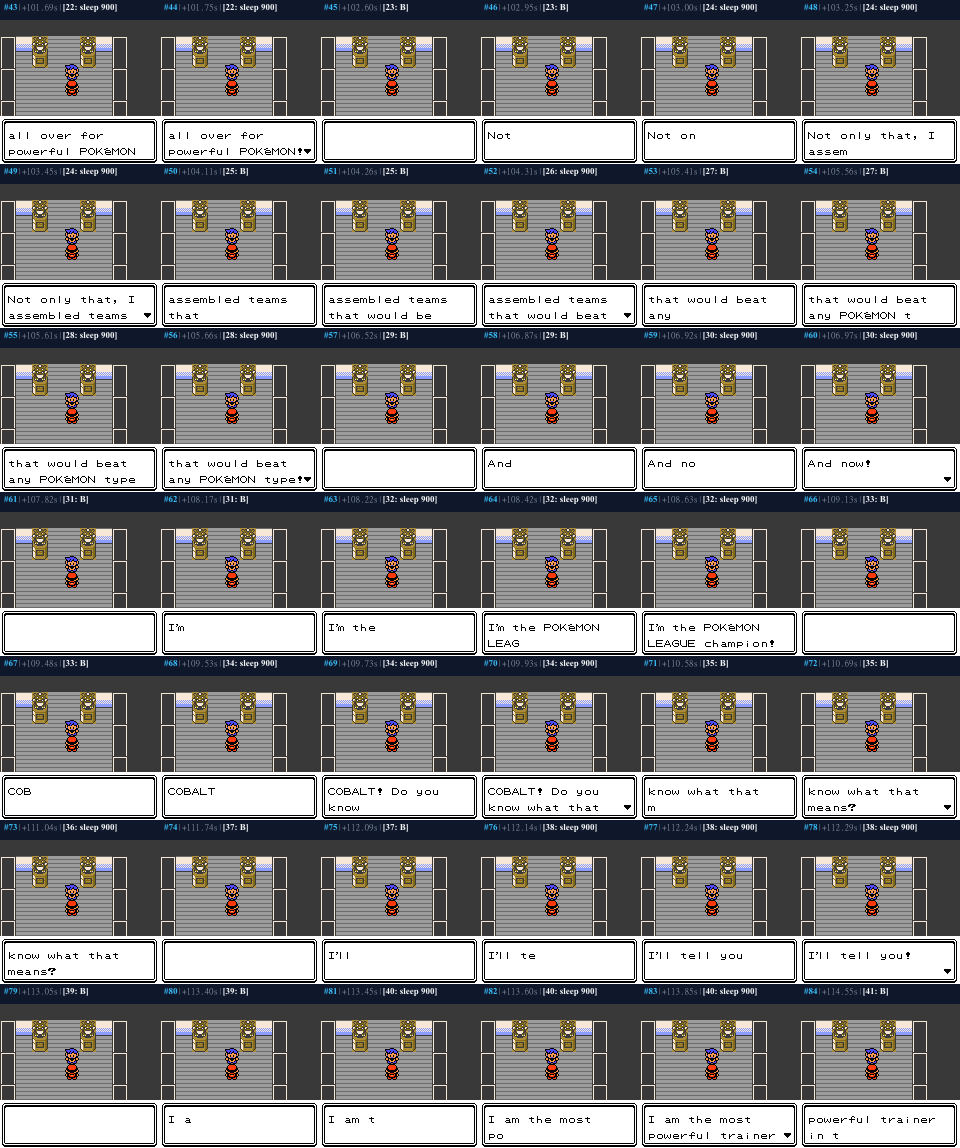 #43|+101.69s|[22: sleep 900] #44|+101.75s|[22: sleep 900] #45|+102.60s|[23: B] #46|+102.95s|[23: B] #47|+103.00s|[24: sleep 900] #48|+103.25s|[24: sleep 900]
all over for
powerful POKéMON
all over for
powerful POKéMON!▼
Not
Not on
Not only that, I
assem
#49|+103.45s|[24: sleep 900] #50|+104.11s|[25: B] #51|+104.26s|[25: B] #52|+104.31s|[26: sleep 900] #53|+105.41s|[27: B] #54|+105.56s|[27: B]
Not only that, I
assembled teams ▼
assembled teams
that
assembled teams
that would be
assembled teams
that would beat ▼
that would beat
any
that would beat
any POKéMON t
#55|+105.61s|[28: sleep 900] #56|+105.66s|[28: sleep 900] #57|+106.52s|[29: B] #58|+106.87s|[29: B] #59|+106.92s|[30: sleep 900] #60|+106.97s|[30: sleep 900]
that would beat
any POKéMON type
that would beat
any POKéMON type!▼
And
And no
And now!
▼
#61|+107.82s|[31: B] #62|+108.17s|[31: B] #63|+108.22s|[32: sleep 900] #64|+108.42s|[32: sleep 900] #65|+108.63s|[32: sleep 900] #66|+109.13s|[33: B]
I'm
I'm the
I'm the POKéMON
LEAG
I'm the POKéMON
LEAGUE champion!
#67|+109.48s|[33: B] #68|+109.53s|[34: sleep 900] #69|+109.73s|[34: sleep 900] #70|+109.93s|[34: sleep 900] #71|+110.58s|[35: B] #72|+110.69s|[35: B]
COB
COBALT
COBALT! Do you
know
COBALT! Do you
know what that ▼
know what that
m
know what that
means? ▼
#73|+111.04s|[36: sleep 900] #74|+111.74s|[37: B] #75|+112.09s|[37: B] #76|+112.14s|[38: sleep 900] #77|+112.24s|[38: sleep 900] #78|+112.29s|[38: sleep 900]
know what that
means?
I'll
I'll te
I'll tell you
I'll tell you!
▼
#79|+113.05s|[39: B] #80|+113.40s|[39: B] #81|+113.45s|[40: sleep 900] #82|+113.60s|[40: sleep 900] #83|+113.85s|[40: sleep 900] #84|+114.55s|[41: B]
I a
I am t
I am the most
po
I am the most
powerful trainer ▼
powerful trainer
in t